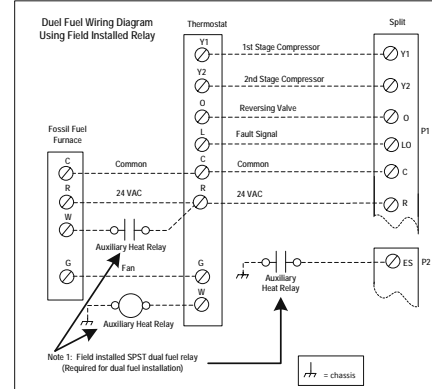 Duel Fuel Wiring Diagram
Using Field Installed Relay
Thermostat
Split
Y1
1st Stage Compressor
Y1
Y2
2nd Stage Compressor
Y2
O
Reversing Valve
O
P1
L
Fault Signal
LO
Fossil Fuel
Furnace
C
Common
C
Common
C
R
24 VAC
R
24 VAC
R
W
Auxiliary Heat Relay
G
Fan
G
ES
P2
Auxiliary
Heat Relay
W
Auxiliary Heat Relay
Note 1: Field installed SPST dual fuel relay
(Required for dual fuel installation)
= chassis